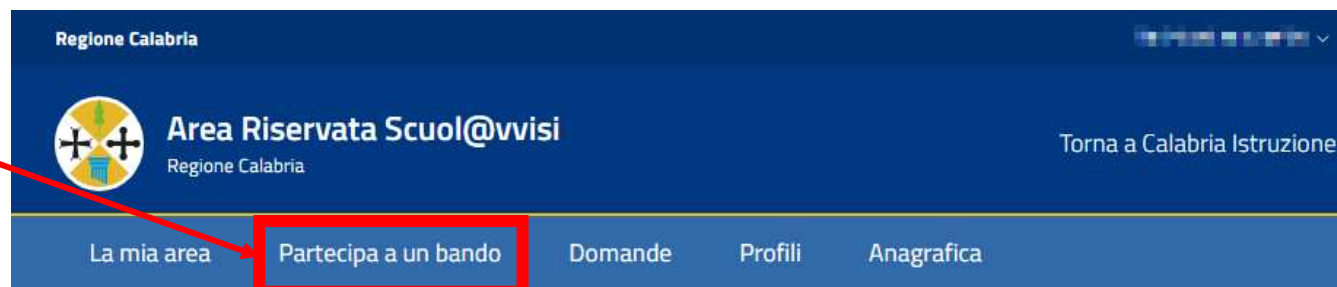 Regione Calabria
Area Riservata Scuol@vvisi
Regione Calabria
Torna a Calabria Istruzione
La mia area Partecipa a un bando Domande Profili Anagrafica